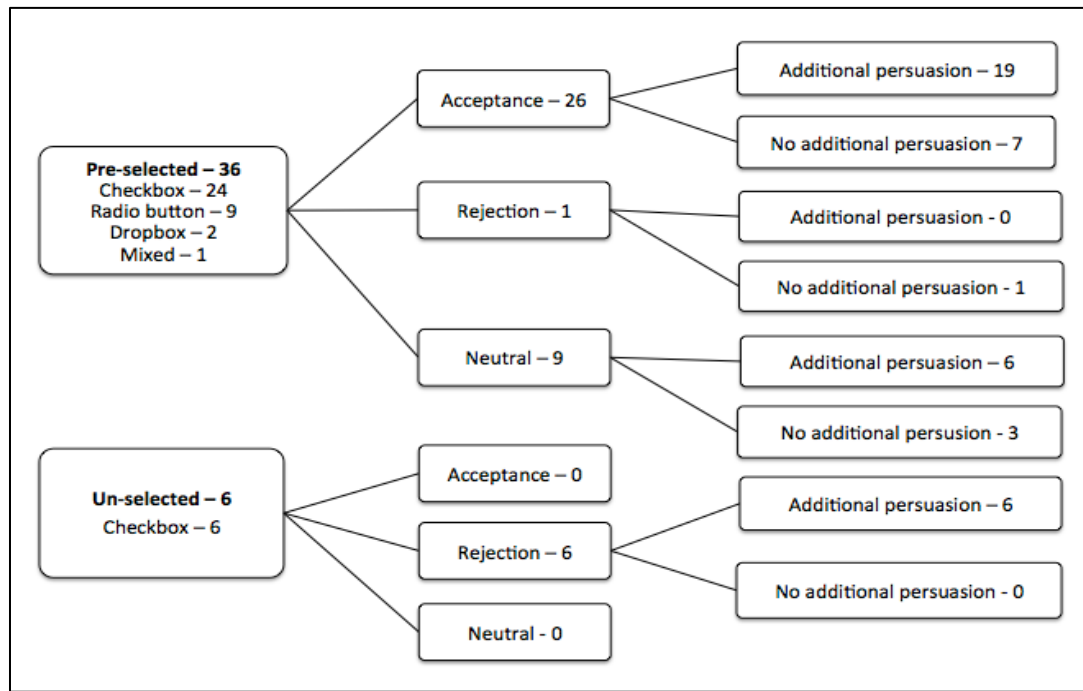 Pre-selected – 36
Checkbox – 24
Radio button – 9
Dropbox – 2
Mixed – 1
Acceptance – 26
Additional persuasion – 19
No additional persuasion – 7
Rejection – 1
Additional persuasion - 0
No additional persuasion - 1
Neutral – 9
Additional persuasion – 6
No additional persusion - 3
Un-selected – 6
Checkbox – 6
Acceptance – 0
Rejection – 6
Additional persuasion – 6
No additional persuasion - 0
Neutral - 0